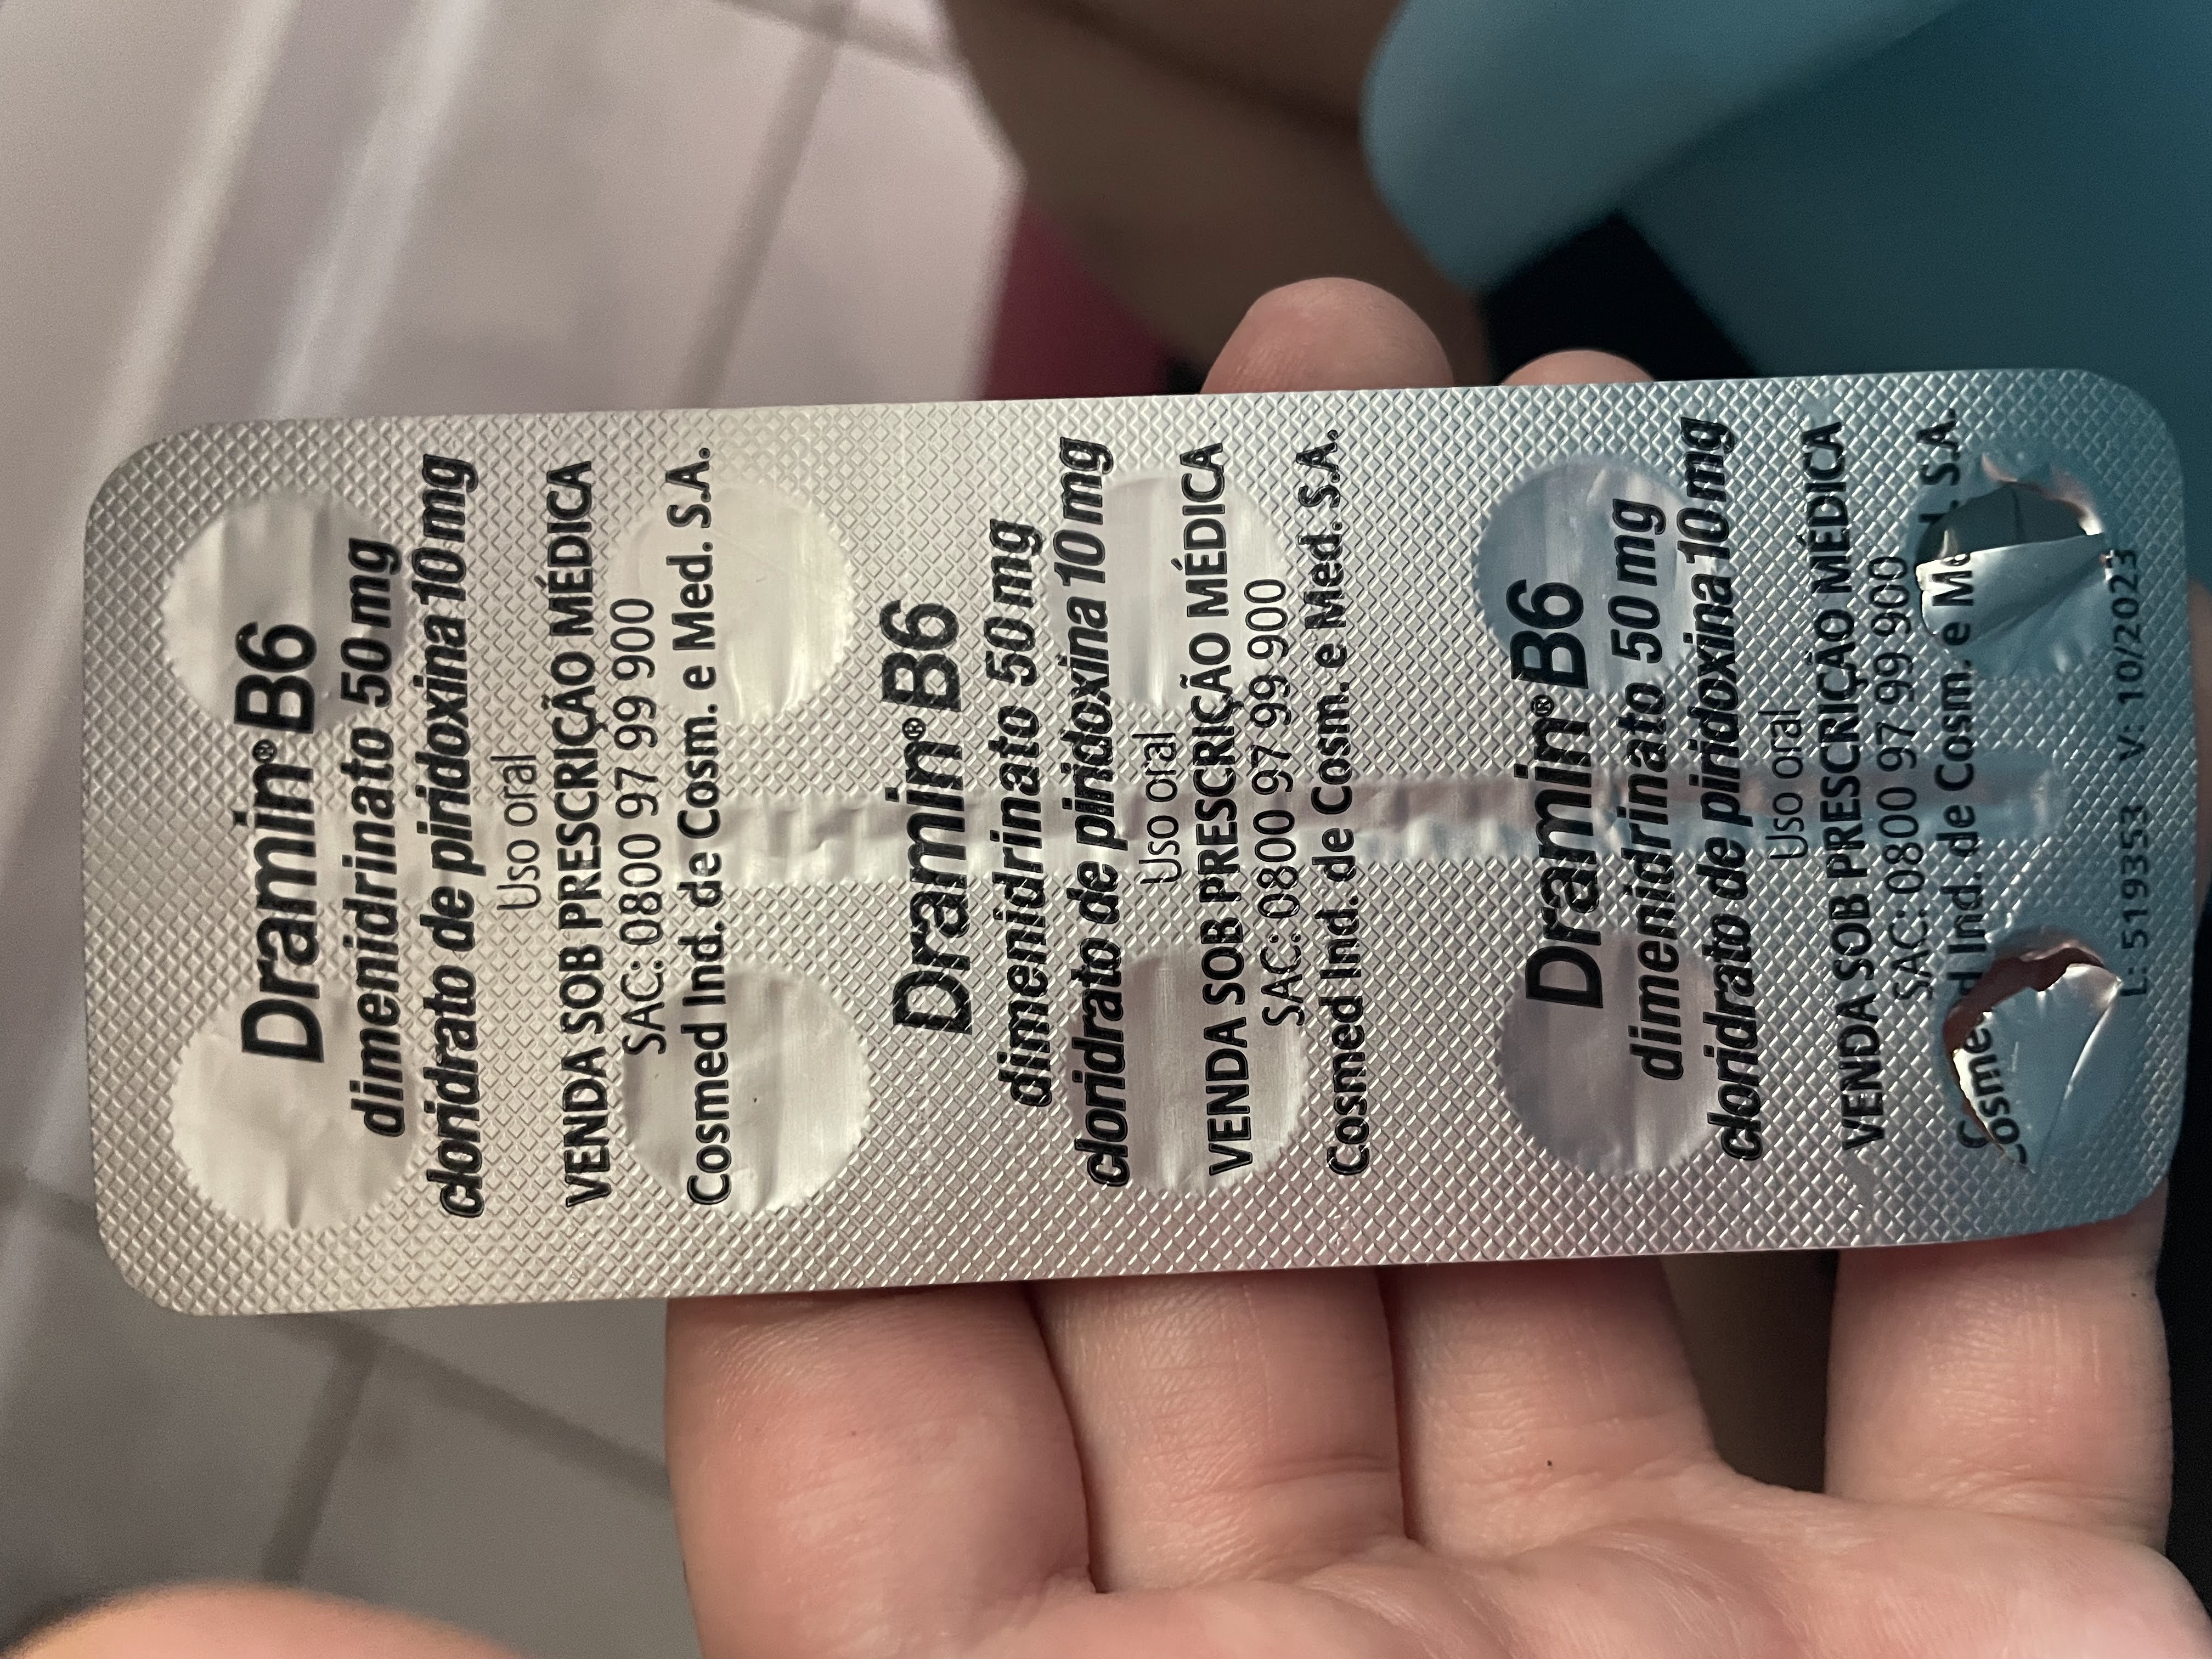 Dramin® B6
dimenidrinato 50 mg
cloridrato de piridoxina 10 mg
Uso oral
VENDA SOB PRESCRIÇÃO MÉDICA
SAC: 0800 97 99 900
Cosmed Ind. de Cosm. e Med. S.A.
Dramin® B6
dimenidrinato 50 mg
cloridrato de piridoxina 10 mg
Uso oral
VENDA SOB PRESCRIÇÃO MÉDICA
SAC: 0800 97 99 900
Cosmed Ind. de Cosm. e Med. S.A.
Dramin® B6
dimenidrinato 50 mg
cloridrato de piridoxina 10 mg
Uso oral
VENDA SOB PRESCRIÇÃO MÉDICA
SAC: 0800 97 99 900
Cosmed Ind. de Cosm. e Med. S.A.
L: 519353 V: 10/2023